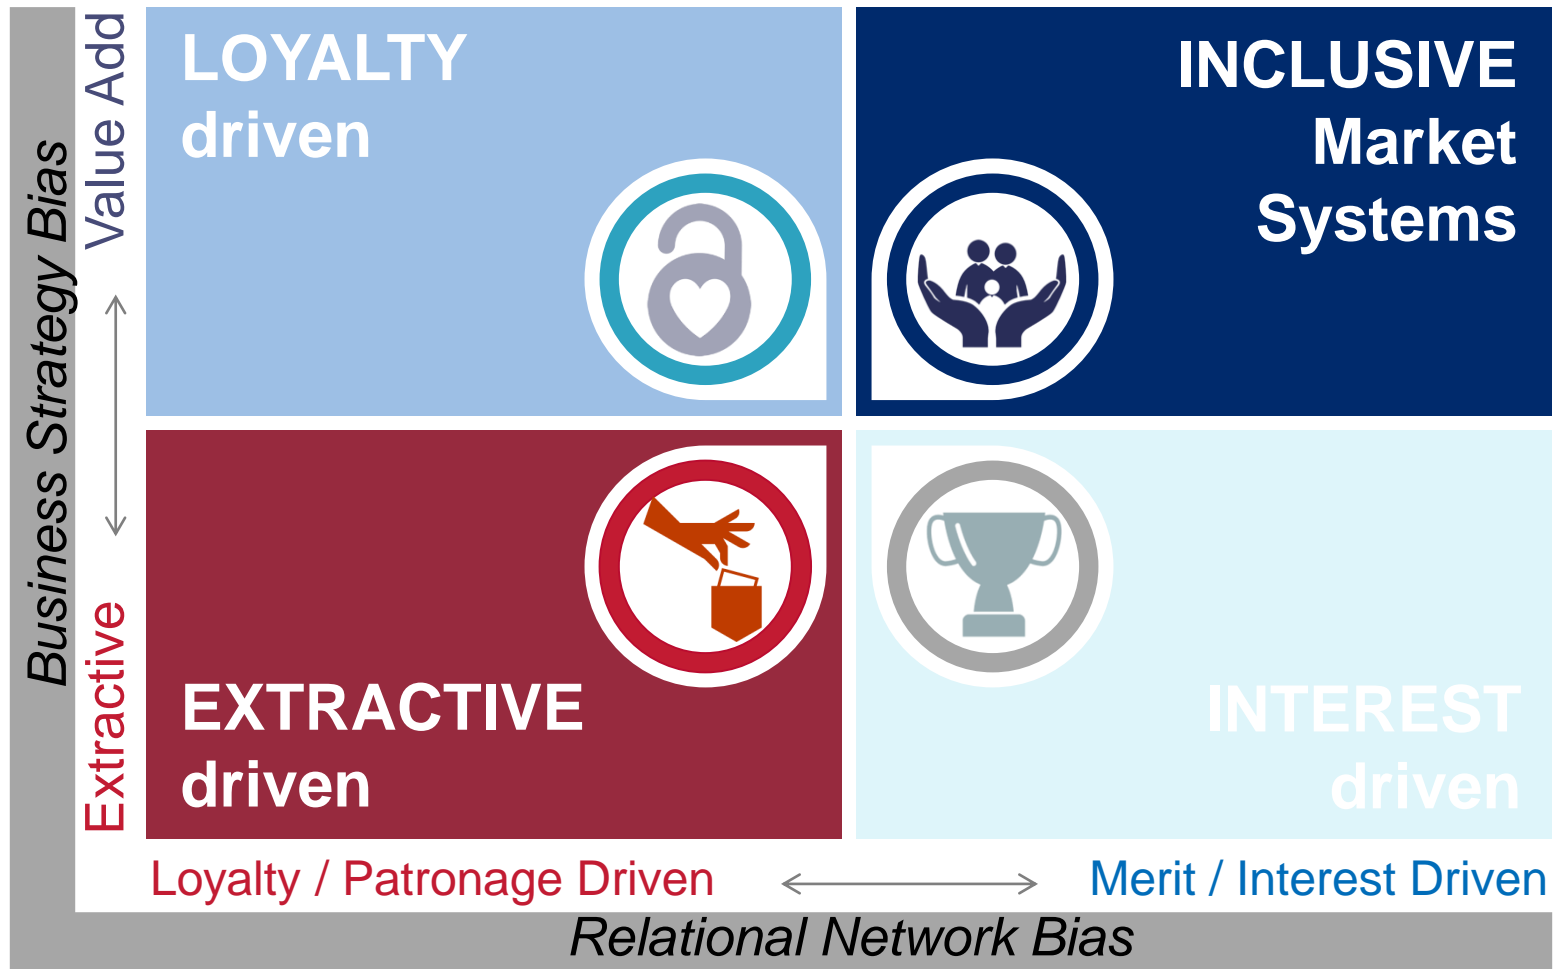 LOYALTY
driven
INCLUSIVE
Market
Systems
EXTRACTIVE
driven
INTEREST
driven
Business Strategy Bias
Value Add
Extractive
Loyalty / Patronage Driven
Merit / Interest Driven
Relational Network Bias